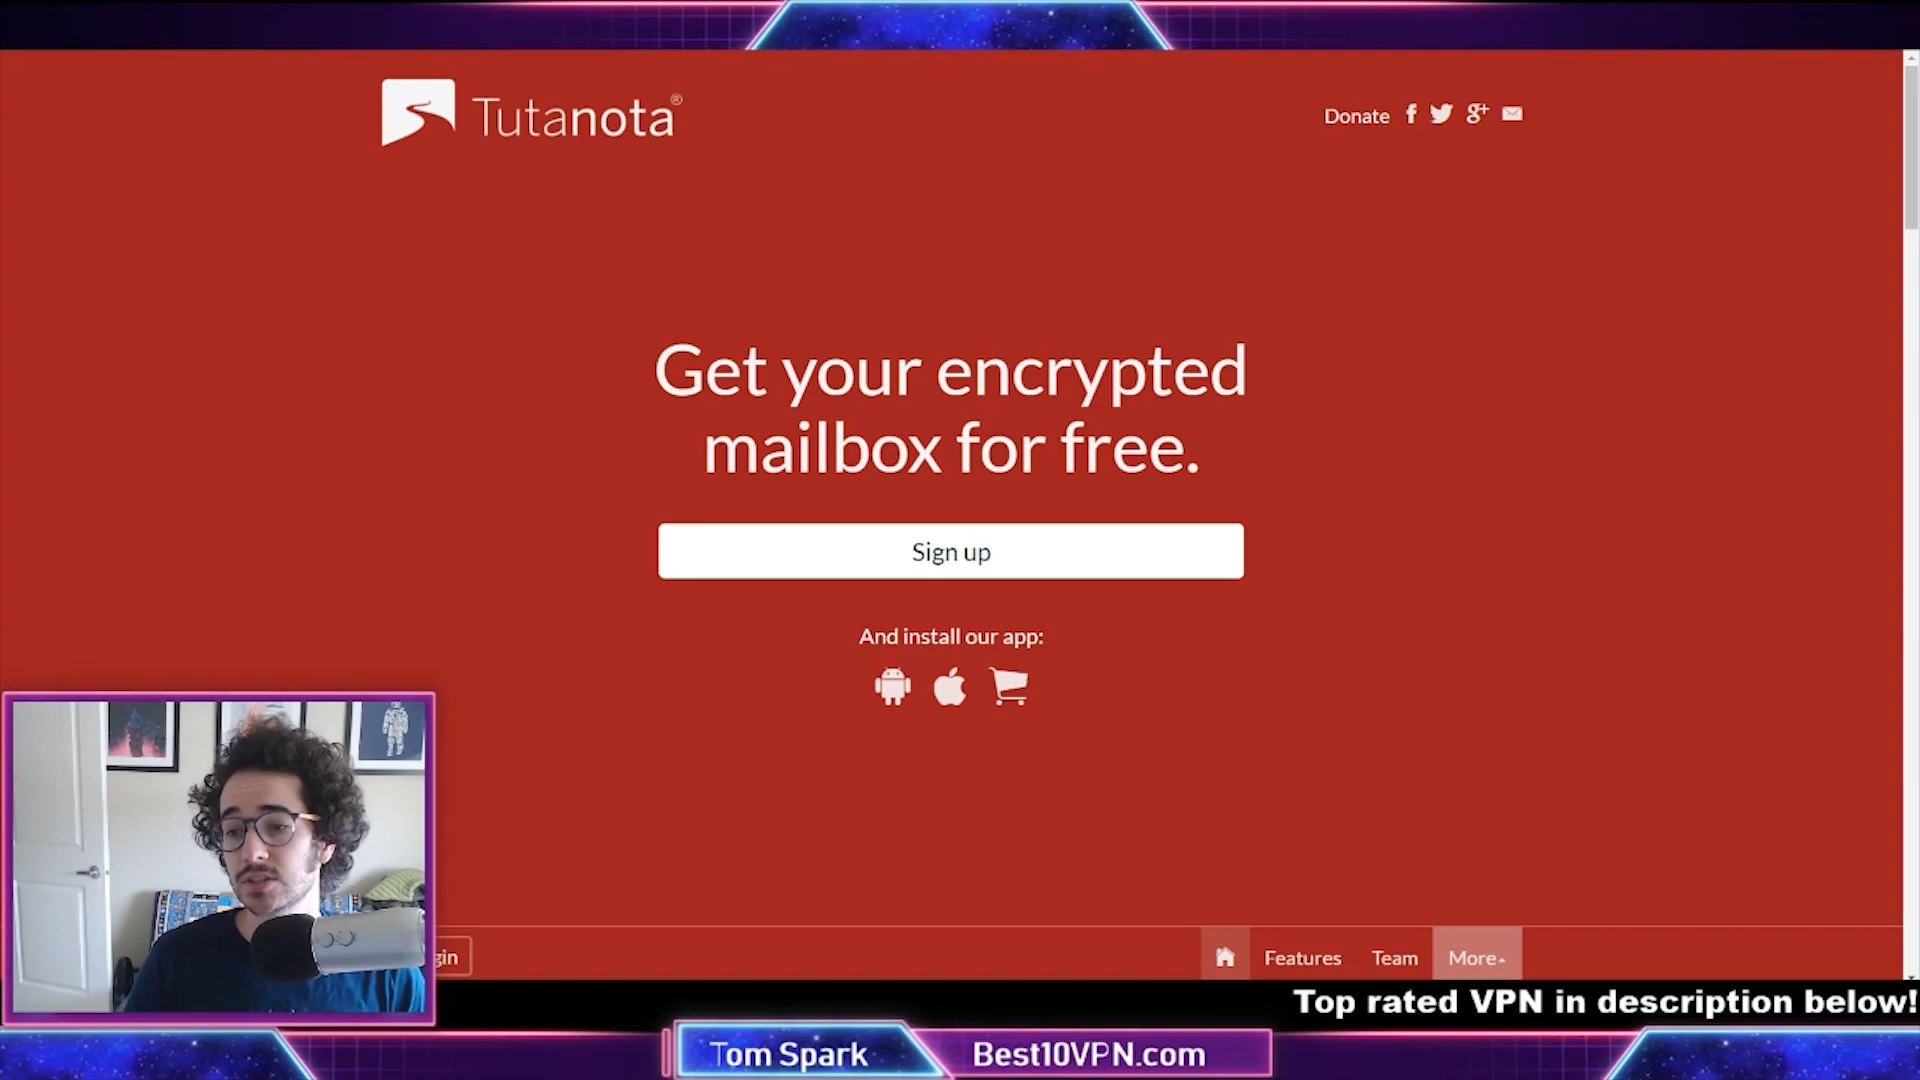 Tutanota®
Donate f g+
Get your encrypted
mailbox for free.
Sign up
And install our app:
gin
Features Team More
Top rated VPN in description below!
Tom Spark Best10VPN.com